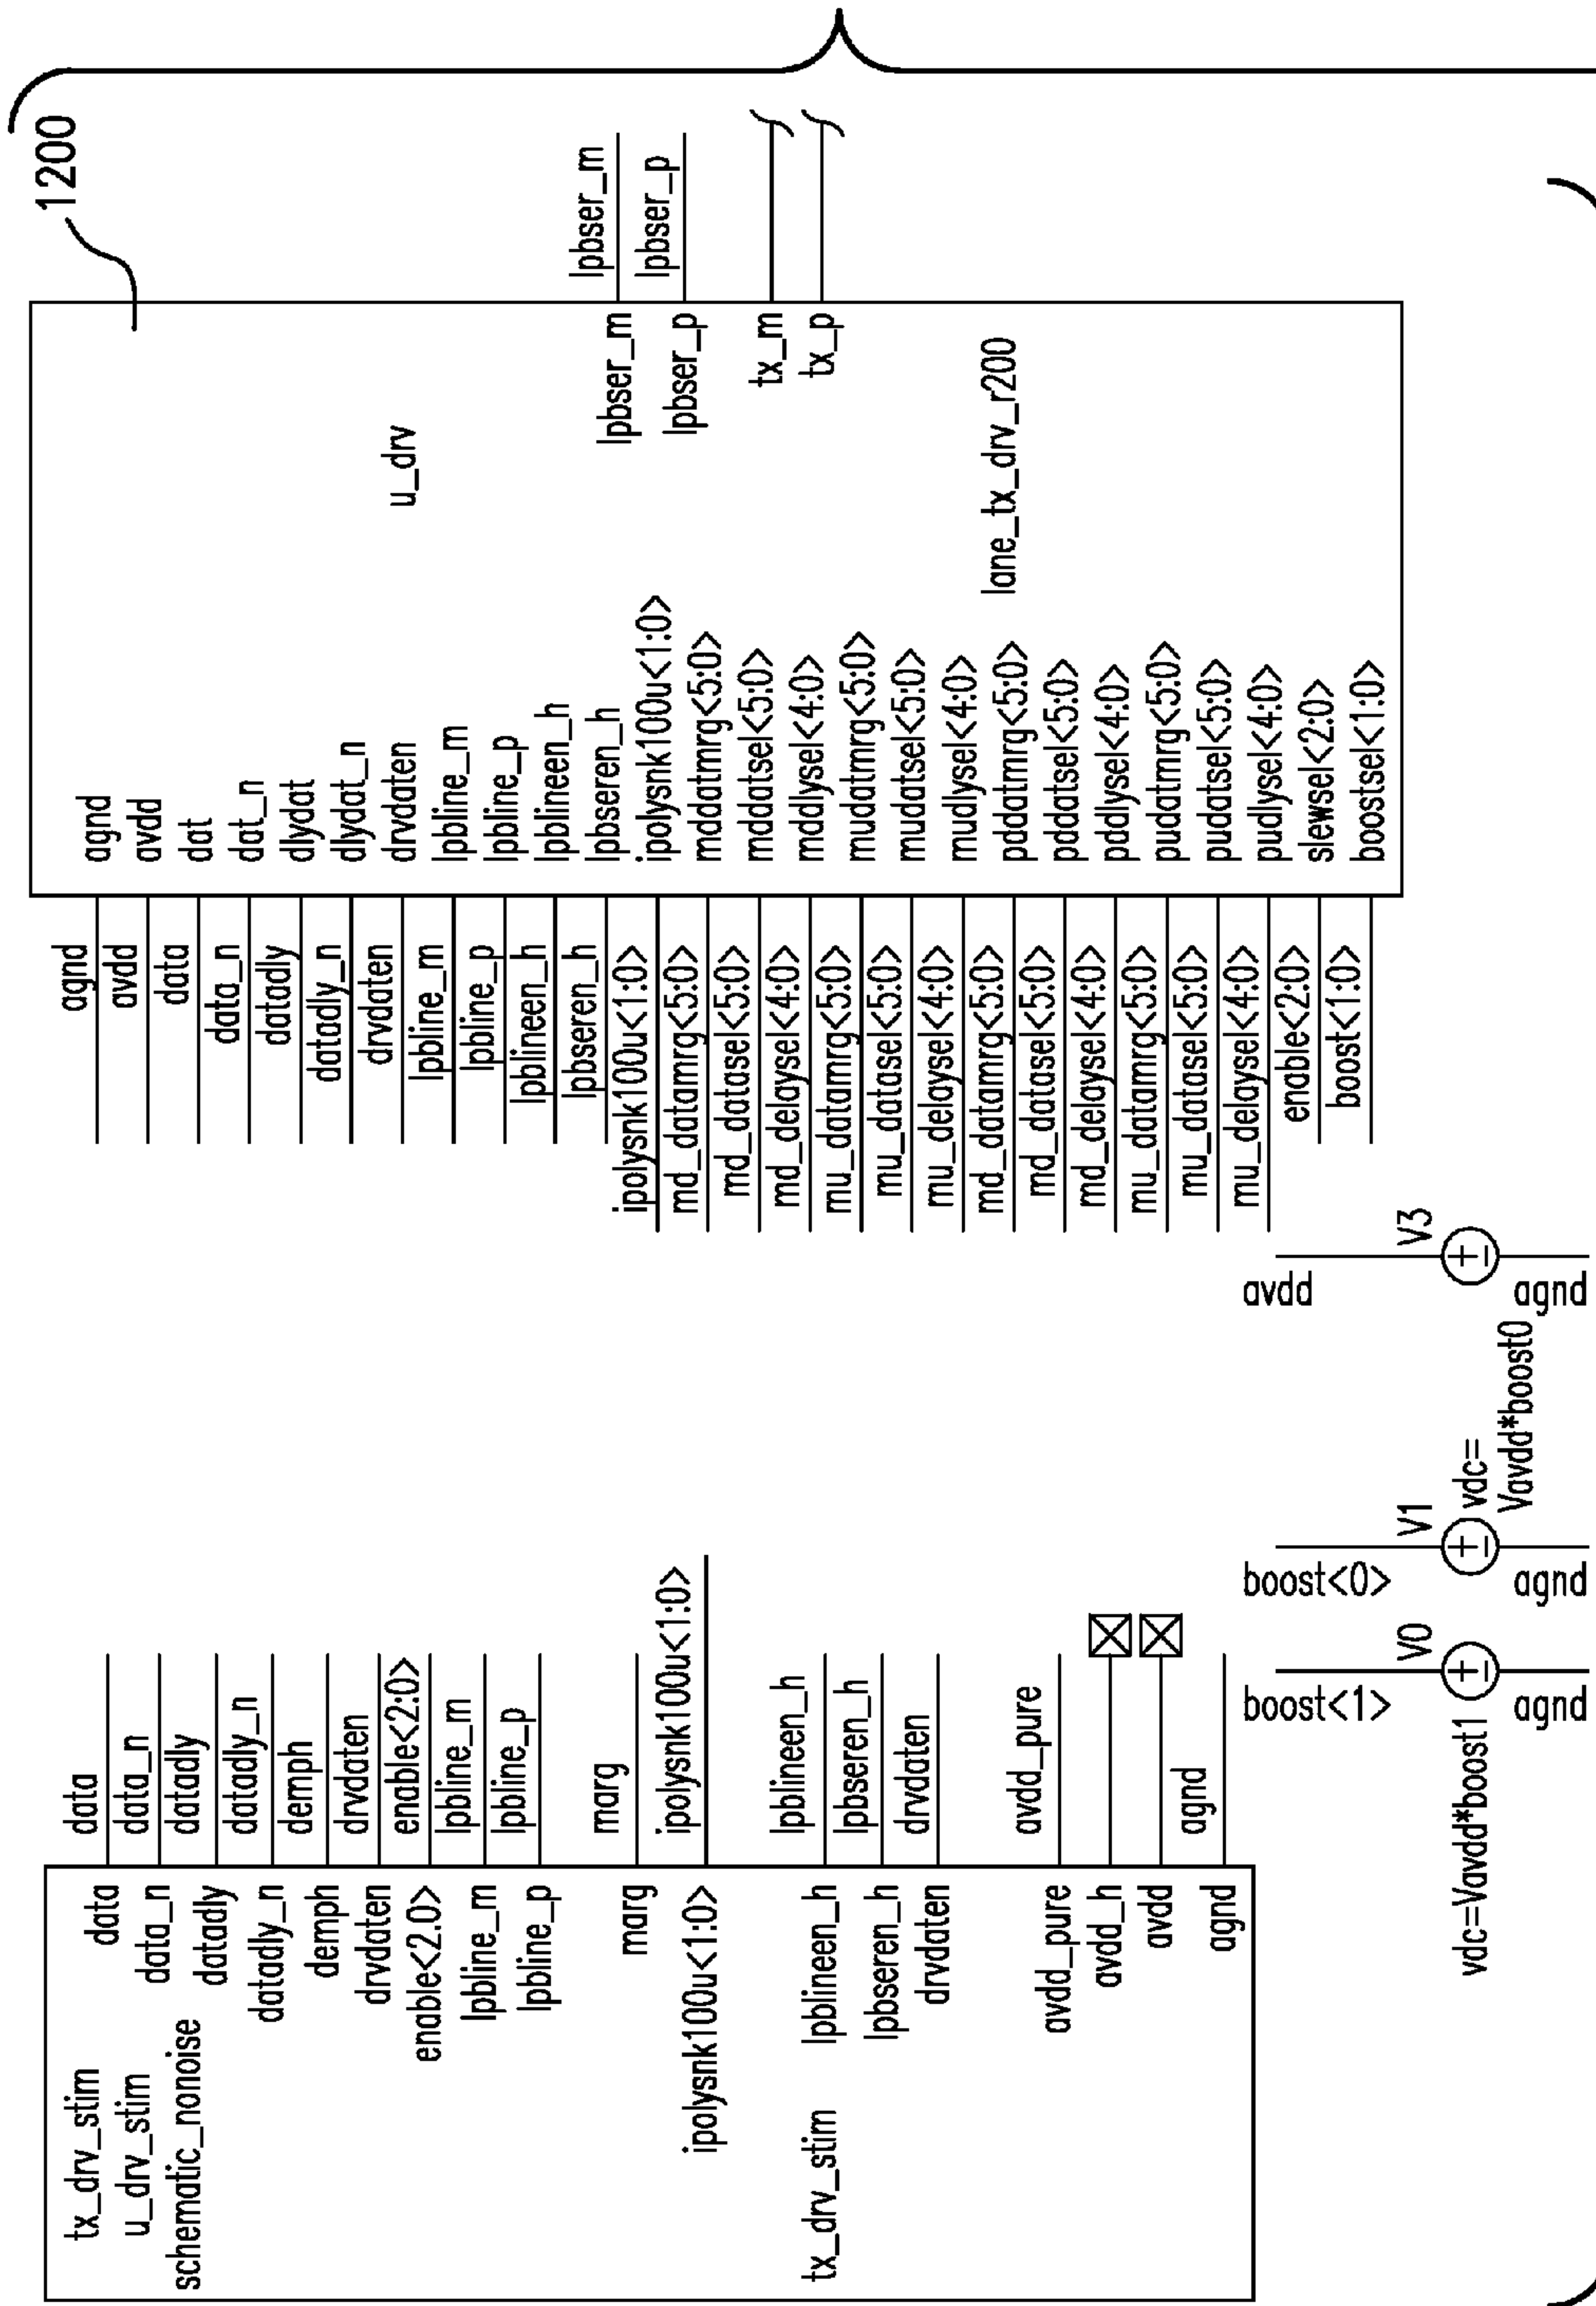 1200
tx_drv_stim
u_drv_stim
schematic_nonoise
tx_drv_stim
data
data_n
datadly
datadly_n
demph
drvdaten
enable<2.0>
lpbline_m
lpbline_p
marg
ipolysnk100u<1:0>
lpblineen_h
lpbseren_h
drvdaten
avdd_pure
avdd_h
avdd
agnd
data
data_n
datadly
datadly_n
demph
drvdaten
enable<2:0>
lpbline_m
lpbline_p
marg
ipolysnk100u<1:0>
lpblineen_h
lpbseren_h
drvdaten
avdd_pure
agnd
agnd
avdd
data
data_n
datadly
datadly_n
drvdaten
lpbline_m
lpbline_p
lpblineen_h
lpbseren_h
ipolysnk100u<1:0>
md_datamrg<5:0>
md_datasel<5:0>
md_delaysel<4:0>
mu_datamrg<5:0>
mu_datasel<5:0>
mu_delaysel<4:0>
md_datamrg<5:0>
md_datasel<5:0>
md_delaysel<4:0>
mu_datamrg<5:0>
mu_datasel<5:0>
mu_delaysel<4:0>
enable<2:0>
boost<1:0>
agnd
avdd
dat
dat_n
dlydat
dlydat_n
drvdaten
lpbline_m
lpbline_p
lpblineen_h
lpbseren_h
ipolysnk100u<1:0>
mddatmrg<5:0>
mddatsel<5:0>
mddlysel<4:0>
mudatmrg<5:0>
mudatsel<5:0>
mudlysel<4:0>
pddatmrg<5:0>
pddatsel<5:0>
pddlysel<4:0>
pudatmrg<5:0>
pudatsel<5:0>
pudlysel<4:0>
slewsel<2:0>
boostsel<1:0>
u_drv
lane_tx_drv_r200
lpbser_m
lpbser_p
tx_m
tx_p
lpbser_m
lpbser_p
boost<1>
V0
vdc=Vavdd*boost1
agnd
boost<0>
V1
vdc=
Vavdd*boost0
agnd
avdd
V3
agnd